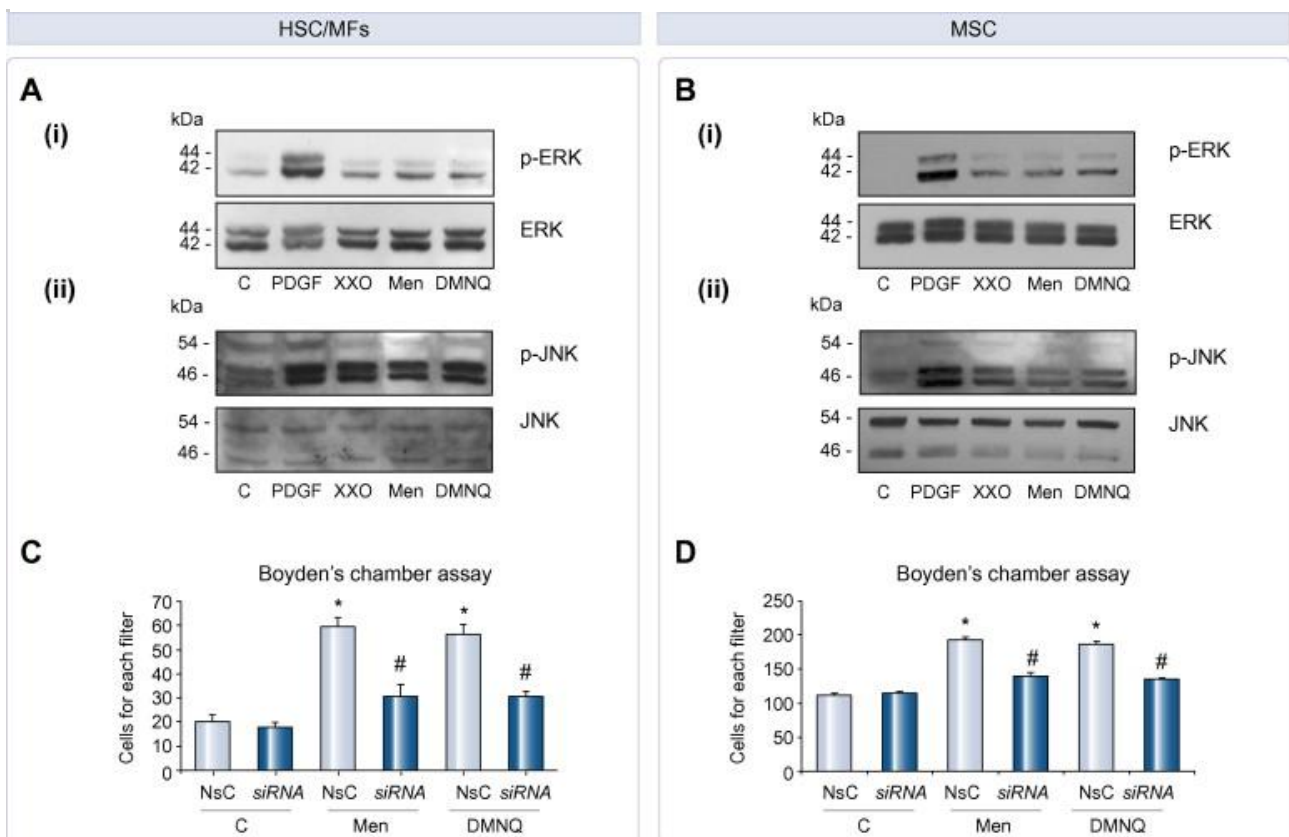 HSC/MFs
MSC
A
(i)
kDa
44 -
42 -
p-ERK
44 -
42 -
ERK
C PDGF XXO Men DMNQ
(ii)
kDa
54 -
46 -
p-JNK
54 -
46 -
JNK
C PDGF XXO Men DMNQ
B
(i)
kDa
44 -
42 -
p-ERK
44 -
42 -
ERK
C PDGF XXO Men DMNQ
(ii)
kDa
54 -
46 -
p-JNK
54 -
46 -
JNK
C PDGF XXO Men DMNQ
C
Boyden's chamber assay
Cells for each filter
70
60
50
40
30
20
10
0
* # * #
NsC siRNA NsC siRNA NsC siRNA
C Men DMNQ
D
Boyden's chamber assay
Cells for each filter
250
200
150
100
50
0
* # * #
NsC siRNA NsC siRNA NsC siRNA
C Men DMNQ